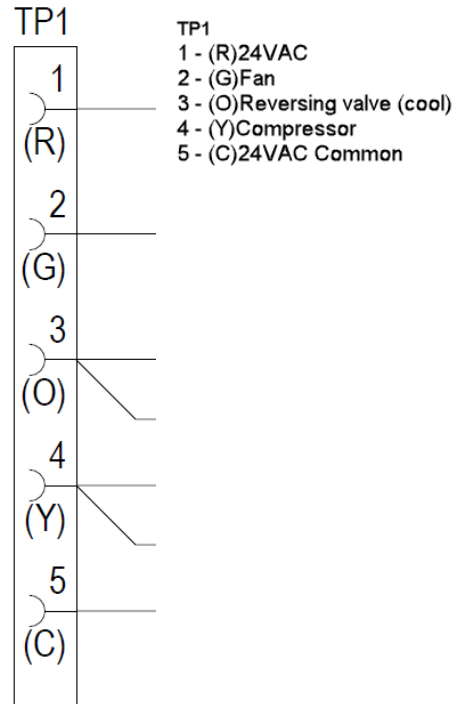 TP1
1
(R)
2
(G)
3
(O)
4
(Y)
5
(C)
TP1
1 - (R)24VAC
2 - (G)Fan
3 - (O)Reversing valve (cool)
4 - (Y)Compressor
5 - (C)24VAC Common